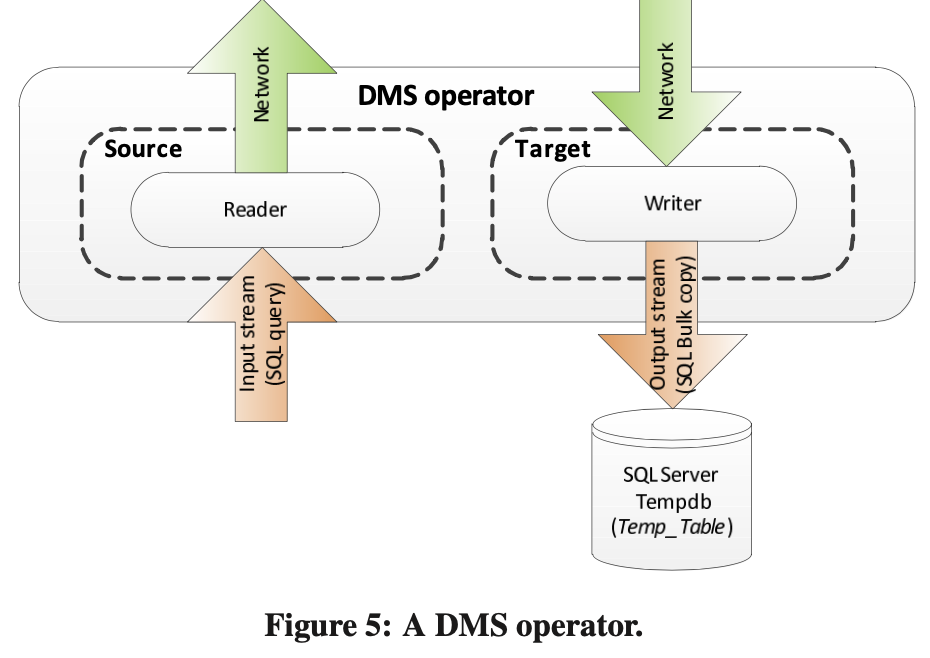 Network
Network
DMS operator
Source
Target
Reader
Writer
Input stream
(SQL query)
Output stream
(SQL Bulk copy)
SQL Server
Tempdb
(Temp_Table)
Figure 5: A DMS operator.